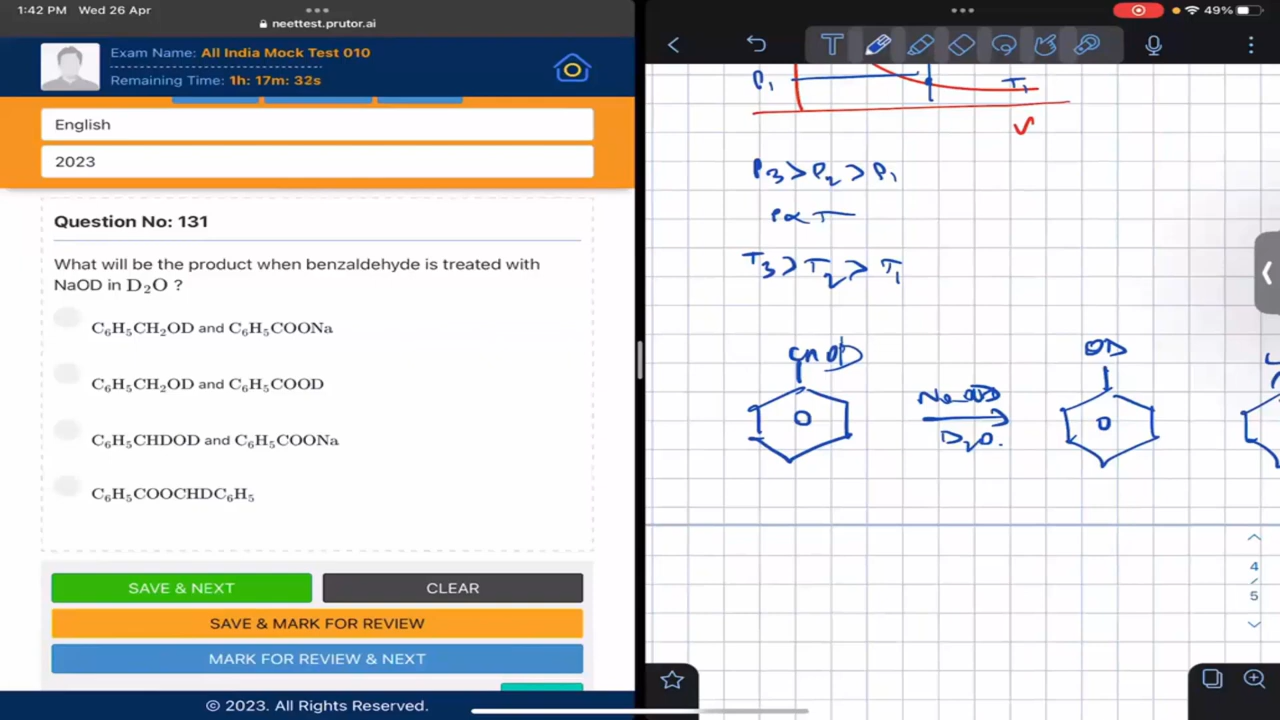 1:42 PM Wed 26 Apr
neettest.prutor.ai
Exam Name: All India Mock Test 010
Remaining Time: 1h: 17m: 32s
English
2023
Question No: 131
What will be the product when benzaldehyde is treated with
NaOD in D₂O ?
C₆H₅CH₂OD and C₆H₅COONa
C₆H₅CH₂OD and C₆H₅COOD
C₆H₅CHDOD and C₆H₅COONa
C₆H₅COOCHDC₆H₅
SAVE & NEXT
CLEAR
SAVE & MARK FOR REVIEW
MARK FOR REVIEW & NEXT
© 2023. All Rights Reserved.
49%
T
P₁
T₁
V
P₃ > P₂ > P₁
P ∝ T
T₃ > T₂ > T₁
OD
NaOD
D₂O.
4
/
5